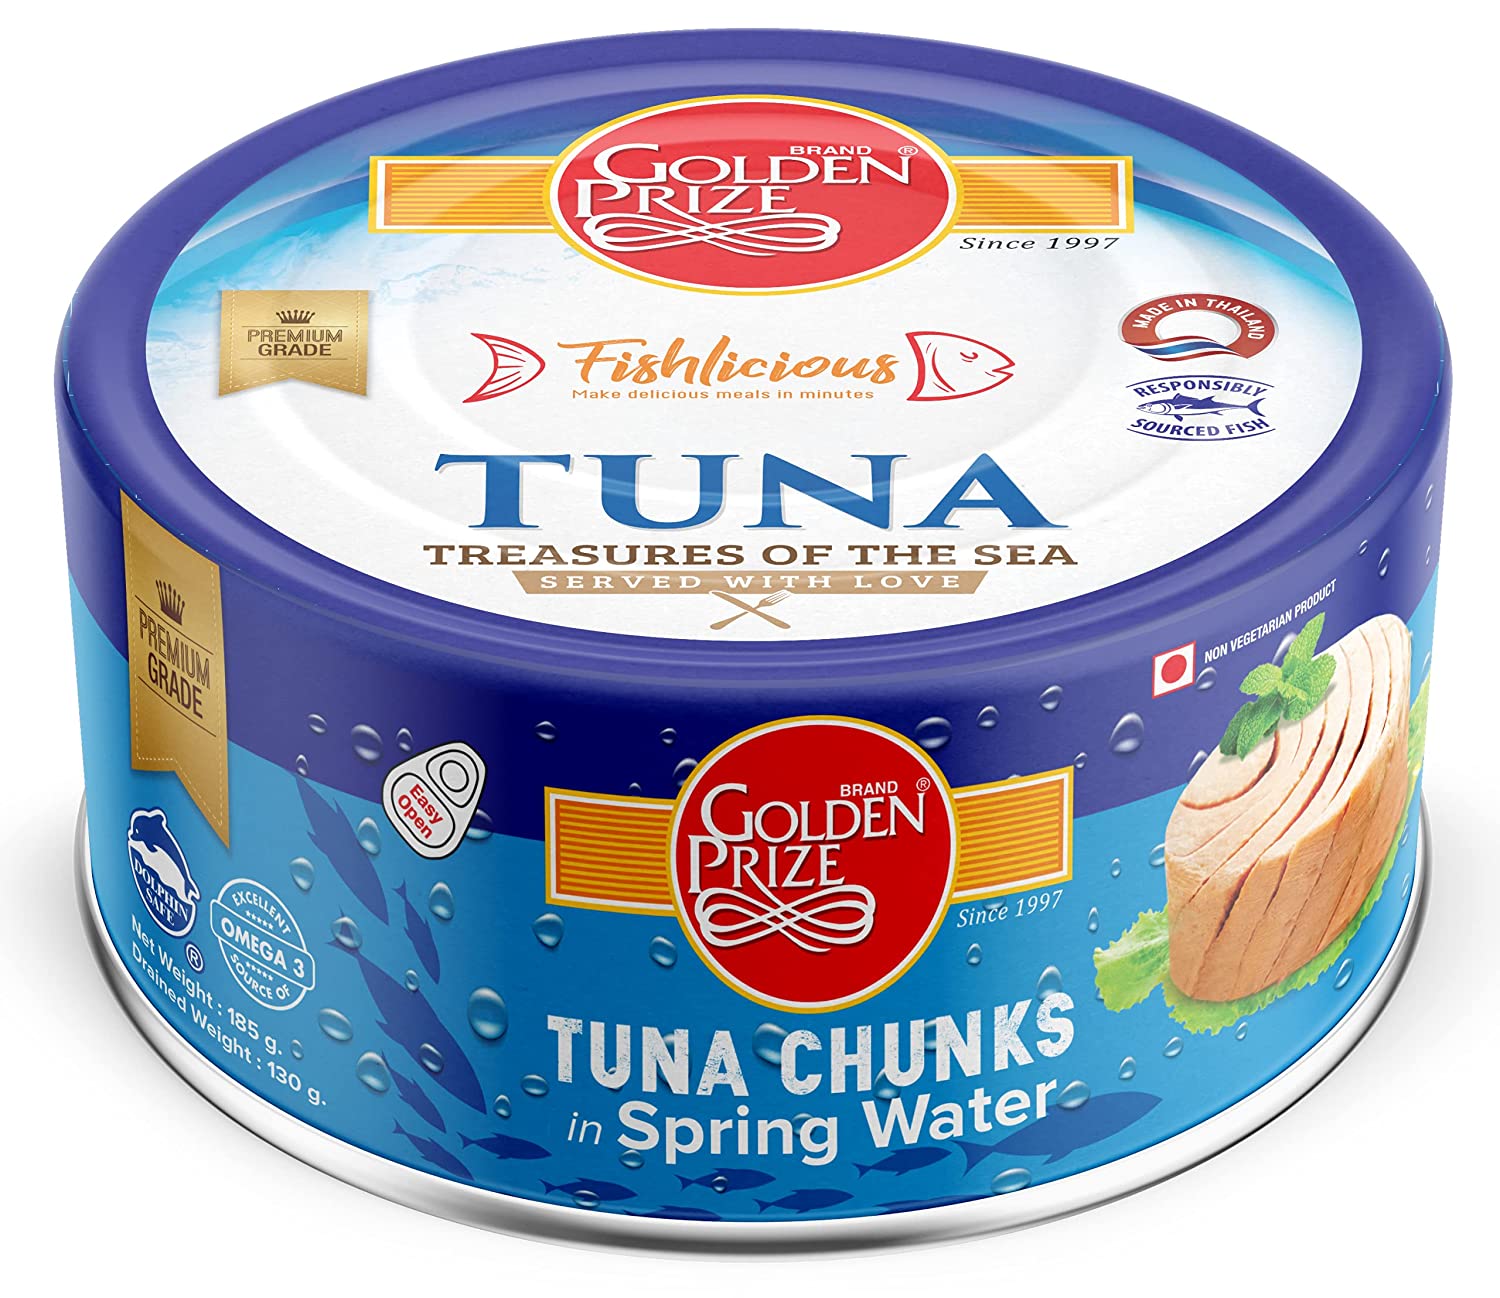 BRAND
GOLDEN®
PRIZE
Since 1997
PREMIUM
GRADE
MADE IN THAILAND
Fishlicious
Make delicious meals in minutes
RESPONSIBLY
SOURCED FISH
TUNA
TREASURES OF THE SEA
SERVED WITH LOVE
PREMIUM
GRADE
NON VEGETARIAN PRODUCT
Easy
Open
BRAND
GOLDEN®
PRIZE
Since 1997
DOLPHIN
SAFE
®
EXCELLENT
OMEGA 3
SOURCE OF
Net Weight : 185 g.
Drained Weight : 130 g.
TUNA CHUNKS
in Spring Water